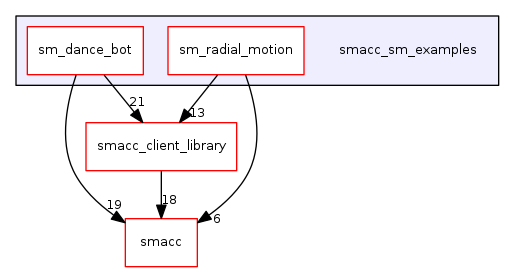 sm_dance_bot
sm_radial_motion
smacc_sm_examples
21
13
smacc_client_library
19
18
6
smacc